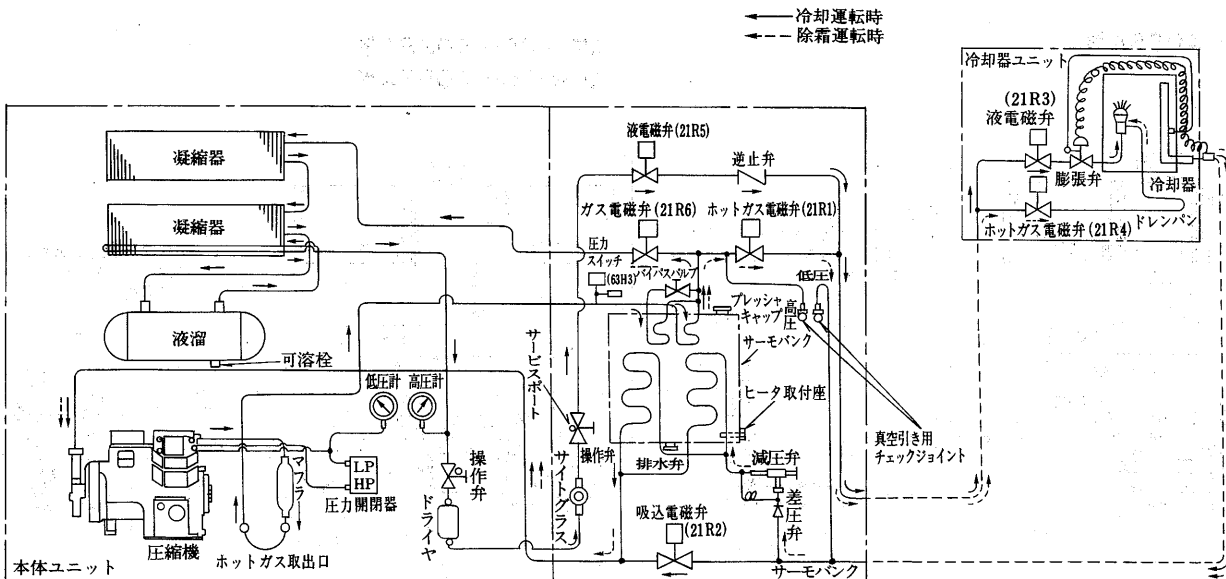 冷却運転時
除霜運転時
冷却器ユニット
(21R3)
液電磁弁
膨張弁
冷却器
ホットガス電磁弁(21R4)
ドレンパン
凝縮器
凝縮器
液溜
可溶栓
液電磁弁(21R5)
逆止弁
ガス電磁弁(21R6)
ホットガス電磁弁(21R1)
圧力
スイッチ
(63H3)
バイパスバルブ
低圧
高圧
プレッシャ
キャップ
サーモバンク
ヒータ取付座
サービスポート
低圧計
高圧計
操作弁
真空引き用
チェックジョイント
排水弁
減圧弁
差圧弁
LP
HP
圧力開閉器
マフラ
操作弁
ドライヤ
サイトグラス
吸込電磁弁
(21R2)
圧縮機
ホットガス取出口
本体ユニット
サーモバンク